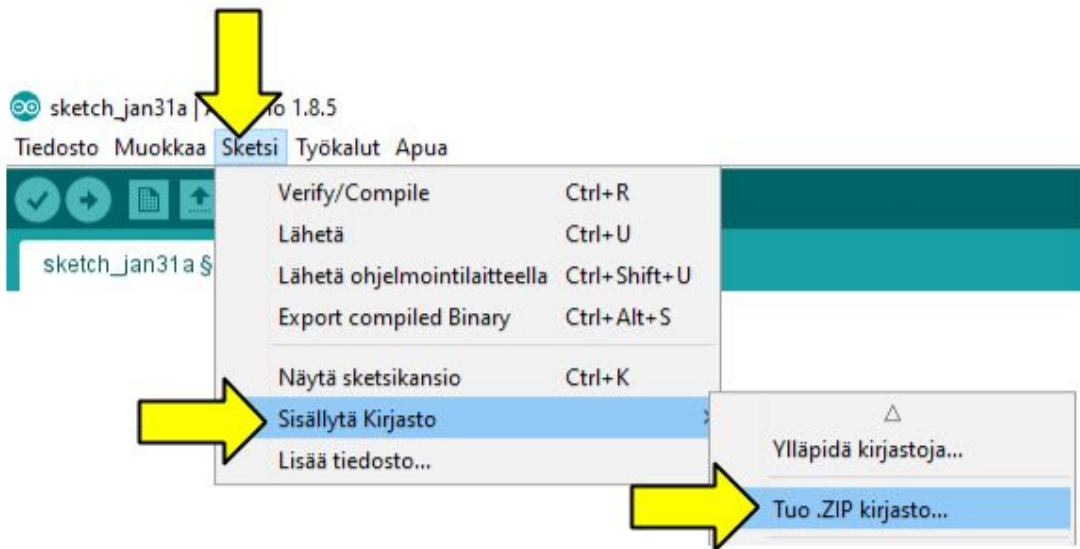 sketch_jan31a | 1.8.5
Tiedosto Muokkaa Sketsi Työkalut Apua
Verify/Compile Ctrl+R
Lähetä Ctrl+U
sketch_jan31a §
Lähetä ohjelmointilaitteella Ctrl+Shift+U
Export compiled Binary Ctrl+Alt+S
Näytä sketsikansio Ctrl+K
Sisällytä Kirjasto
Lisää tiedosto...
Ylläpidä kirjastoja...
Tuo .ZIP kirjasto...